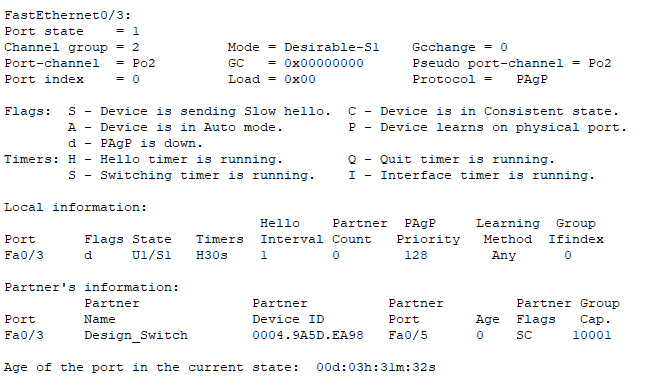 FastEthernet0/3:
Port state    = 1
Channel group = 2           Mode = Desirable-Sl    Gcchange = 0
Port-channel  = Po2         GC   = 0x00000000      Pseudo port-channel = Po2
Port index    = 0           Load = 0x00            Protocol =   PAgP
Flags:  S - Device is sending Slow hello.  C - Device is in Consistent state.
        A - Device is in Auto mode.        P - Device learns on physical port.
        d - PAgP is down.
Timers: H - Hello timer is running.        Q - Quit timer is running.
        S - Switching timer is running.    I - Interface timer is running.
Local information:
                                Hello    Partner  PAgP     Learning  Group
Port      Flags State   Timers  Interval Count   Priority   Method  Ifindex
Fa0/3     d     U1/S1   H30s    1        0        128        Any      0
Partner's information:
          Partner              Partner          Partner         Partner Group
Port      Name                 Device ID        Port       Age  Flags   Cap.
Fa0/3     Design_Switch        0004.9A5D.EA98   Fa0/5      0    SC      10001
Age of the port in the current state:  00d:03h:31m:32s